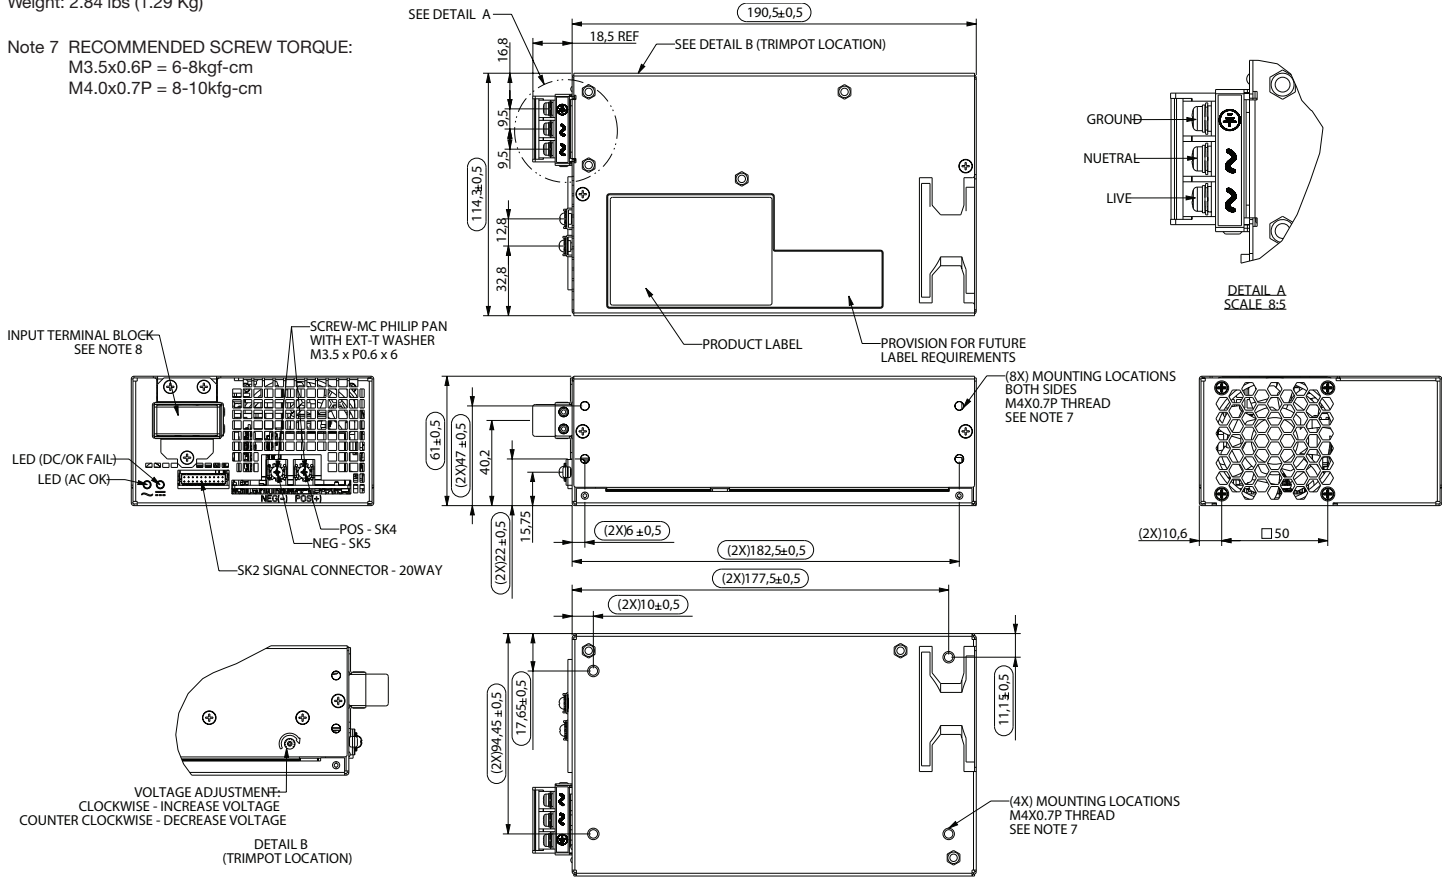 Weight: 2.84 lbs (1.29 Kg)
Note 7 RECOMMENDED SCREW TORQUE:
M3.5x0.6P = 6-8kgf-cm
M4.0x0.7P = 8-10kfg-cm
SEE DETAIL A
190,5±0,5
18,5 REF
SEE DETAIL B (TRIMPOT LOCATION)
16,8
9,5
9,5
114,3±0,5
12,8
32,8
PRODUCT LABEL
PROVISION FOR FUTURE
LABEL REQUIREMENTS
GROUND
NUETRAL
LIVE
DETAIL A
SCALE 8:5
INPUT TERMINAL BLOCK
SEE NOTE 8
SCREW-MC PHILIP PAN
WITH EXT-T WASHER
M3.5 x P0.6 x 6
LED (DC/OK FAIL)
LED (AC OK)
NEG(-) POS(+)
POS - SK4
NEG - SK5
SK2 SIGNAL CONNECTOR - 20WAY
61±0,5
(2X)47±0,5
40,2
(2X)22±0,5
15,75
(8X) MOUNTING LOCATIONS
BOTH SIDES
M4X0.7P THREAD
SEE NOTE 7
(2X)6 ±0,5
(2X)182,5±0,5
(2X)10,6
□50
(2X)177,5±0,5
(2X)10±0,5
17,65±0,5
(2X)94,45±0,5
11,15±0,5
(4X) MOUNTING LOCATIONS
M4X0.7P THREAD
SEE NOTE 7
VOLTAGE ADJUSTMENT:
CLOCKWISE - INCREASE VOLTAGE
COUNTER CLOCKWISE - DECREASE VOLTAGE
DETAIL B
(TRIMPOT LOCATION)